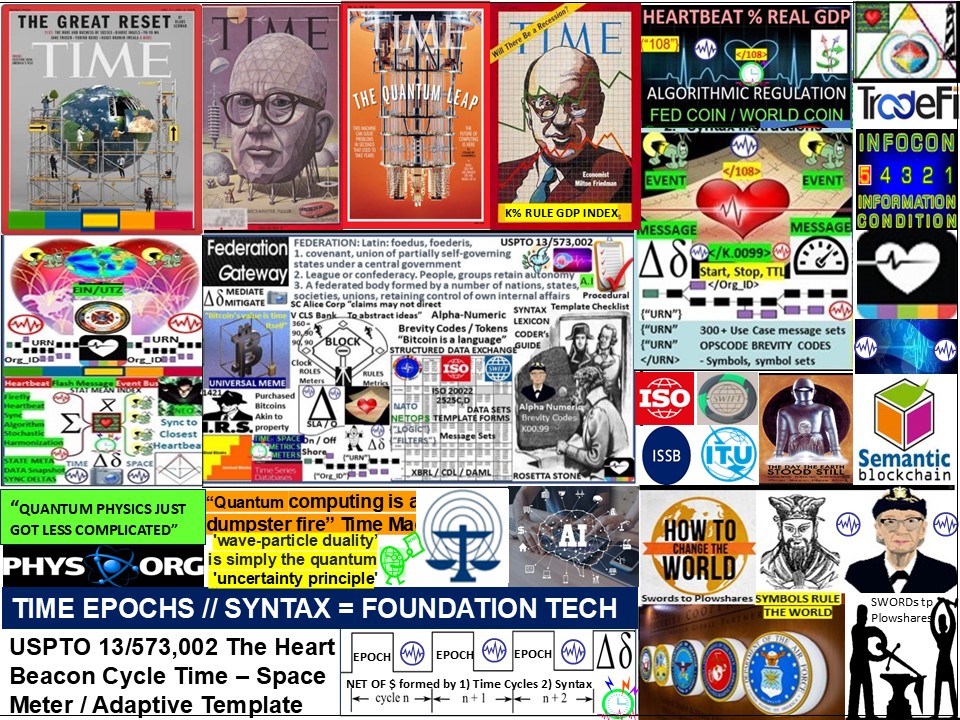 THE GREAT RESET
TIME
TIME
TIME
THE QUANTUM LEAP
Will There Be a Recession?
TIME
Economist
Milton Friedman
K% RULE GDP INDEX,
HEARTBEAT % REAL GDP
{"108"}
</108>
ALGORITHMIC REGULATION
FED COIN / WORLD COIN
TradeFi
INFOCON
5 4 3 2 1
INFORMATION
CONDITION
</108>
EVENT
EVENT
MESSAGE
MESSAGE
Δδ
</K.0099>
Start, Stop, TTL
</Org_ID>
{"URN"}
{"URN"
{"URN"
</URN>
300 + Use Case message sets
OPSCODE BREVITY CODES
- Symbols, symbol sets
EIN/UTZ
URN
URN
Org_ID
Org_ID
Federation
Gateway
Δδ MEDIATE
MITIGATE
FEDERATION: Latin: foedus, foederis,
1. covenant, union of partially self-governing
states under a central government
2. League or confederacy. People, groups retain autonomy
3. A federated body formed by a number of nations, states,
societies, unions, retaining control of own internal affairs
USPTO 13/573,002
A.I
Procedural
Template Checklist
SC Alice Corp "claims may not direct
V CLS Bank To abstract ideas"
"Bitcoin's value is time
itself"
UNIVERSAL MEME
360 =
90, 90
90, 90
BLOCK
Clock
ROLES
Meters
RULES
Metrics
Alpha-Numeric
Brevity Codes / Tokens
"Bitcoin is a language"
STRUCTURED DATA EXCHANGE
SYNTAX
LEXICON
CODER'S
GUIDE
ISO
SWIFT
ISO 20022
2525C,D
DATA SETS
TEMPLATE FORMS
NATO
NETOPS
"LOGIC")
"FILTERS")
Message Sets
XBRL / CDL / DAML
Alpha Numeric
Brevity Codes
K00.99
ROSETTA STONE
1421
I.R.S.
Purchased
Bitcoins
Akin to
property
Δ
SLA / Q
TIME - SPACE
METRICS
METERS
Time Series
Databases
On / Off
Shore
("URN")
("Org_ID")
Δδ
Heartbeat Flash Message Event Bus
STAT MEAN INDEX
Firefly
Heartbeat
Sync
Algorithm
Stochastic
Harmonization
Σ
X
NEO
Sync to
Closest
Heartbeat
STATE META
DATA Snapshot
SYNC DELTAS
TIME
Δδ
SPACE
ISO
SWIFT
ISSB
ITU
THE DAY THE EARTH
STOOD STILL
Semantic
blockchain
"QUANTUM PHYSICS JUST
GOT LESS COMPLICATED"
PHYS.ORG
"Quantum computing is a
dumpster fire" Time Mag
'wave-particle duality'
is simply the quantum
'uncertainty principle'
AI
HOW TO
CHANGE THE
WORLD
Swords to Plowshares
SYMBOLS RULE
THE WORLD
SWORDs tp
Plowshares
TIME EPOCHS // SYNTAX = FOUNDATION TECH
USPTO 13/573,002 The Heart
Beacon Cycle Time – Space
Meter / Adaptive Template
EPOCH
EPOCH
EPOCH
Δδ
NET OF $ formed by 1) Time Cycles 2) Syntax
cycle n
n + 1
n + 2